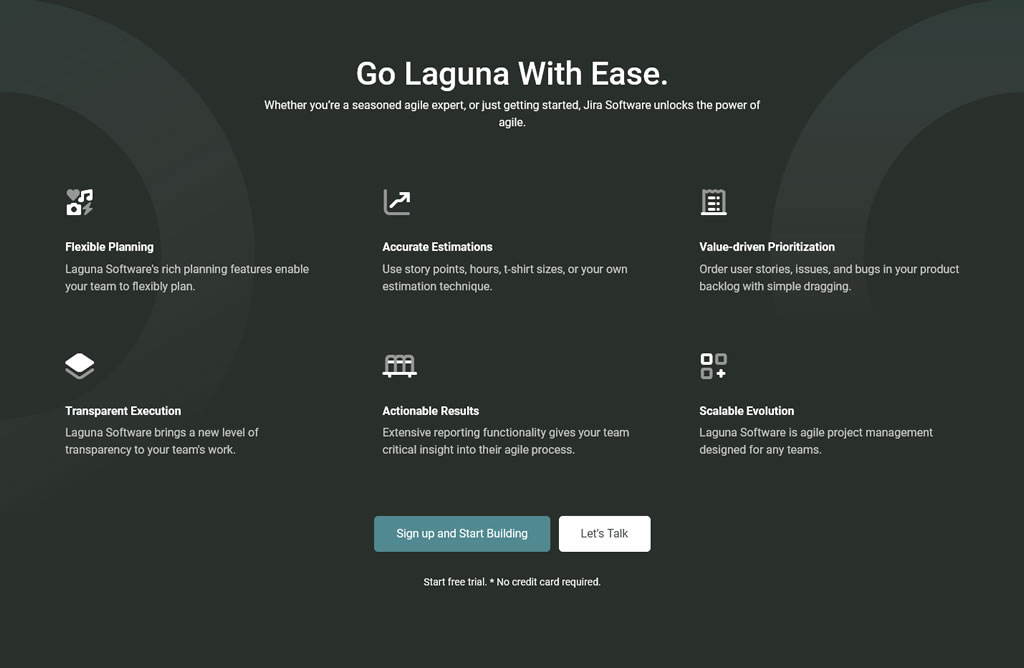 Go Laguna With Ease.
Whether you're a seasoned agile expert, or just getting started, Jira Software unlocks the power of
agile.
Flexible Planning
Laguna Software's rich planning features enable
your team to flexibly plan.
Accurate Estimations
Use story points, hours, t-shirt sizes, or your own
estimation technique.
Value-driven Prioritization
Order user stories, issues, and bugs in your product
backlog with simple dragging.
Transparent Execution
Laguna Software brings a new level of
transparency to your team's work.
Actionable Results
Extensive reporting functionality gives your team
critical insight into their agile process.
Scalable Evolution
Laguna Software is agile project management
designed for any teams.
Sign up and Start Building
Let's Talk
Start free trial. * No credit card required.